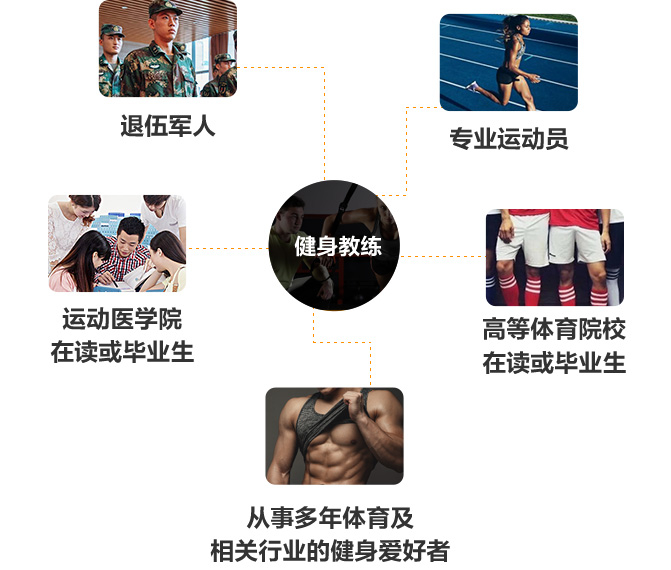 退伍军人
专业运动员
健身教练
运动医学院
在读或毕业生
高等体育院校
在读或毕业生
从事多年体育及
相关行业的健身爱好者